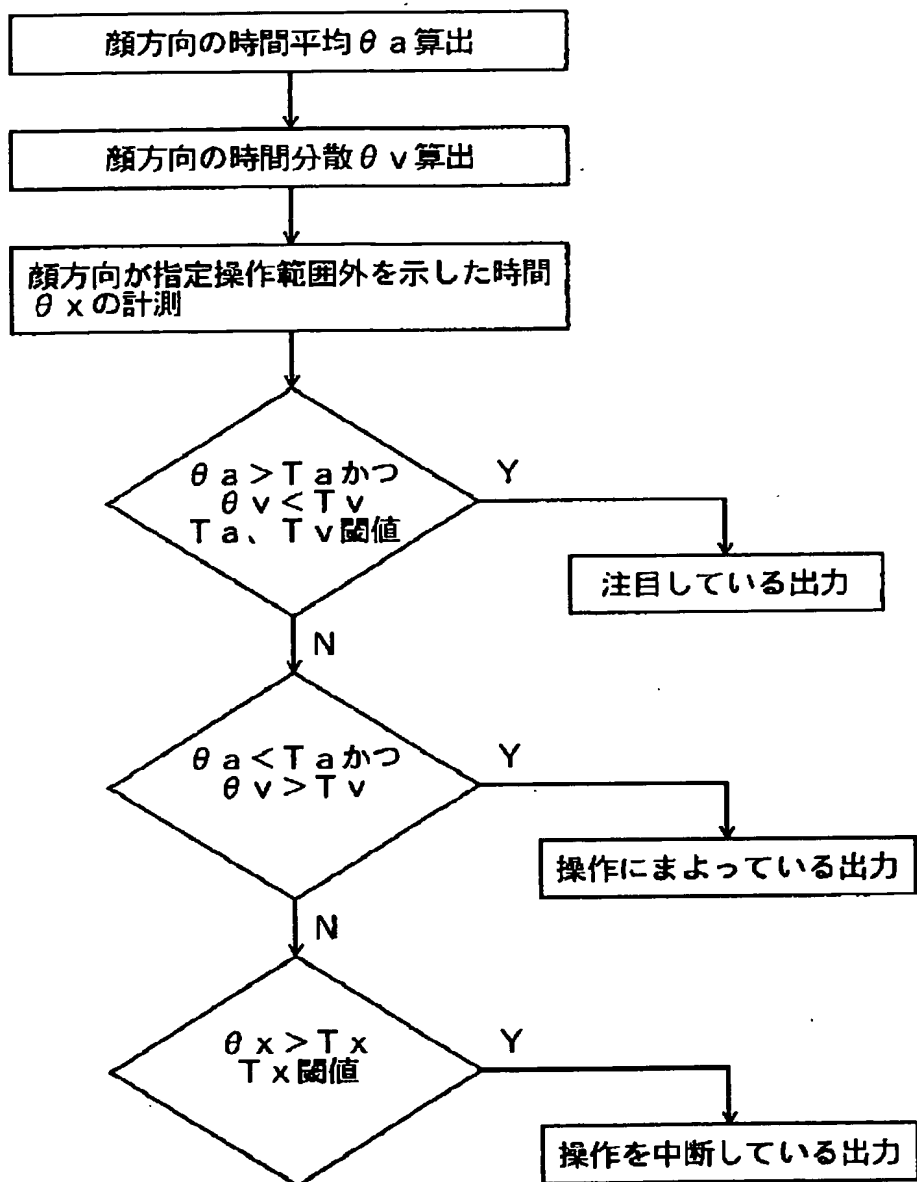 顔方向の時間平均θa算出
顔方向の時間分散θv算出
顔方向が指定操作範囲外を示した時間
θxの計測
θa>Taかつ
θv<Tv
Ta、Tv閾値
Y
注目している出力
N
θa<Taかつ
θv>Tv
Y
操作にまよっている出力
N
θx>Tx
Tx閾値
Y
操作を中断している出力